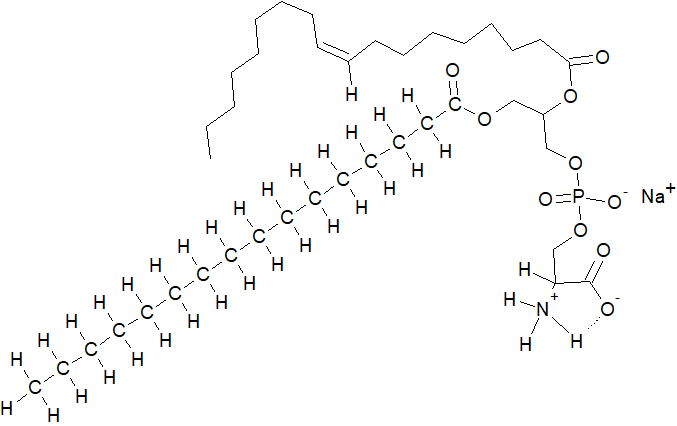 O
O
H H O
C
H C O
H C
H C H O
H C H
H C H O P O- Na+
H C H
H C H O
H C H O
H C H H
H C H
H C H H N+ O-
H C H
H C H H H
H C H
C H
H H H